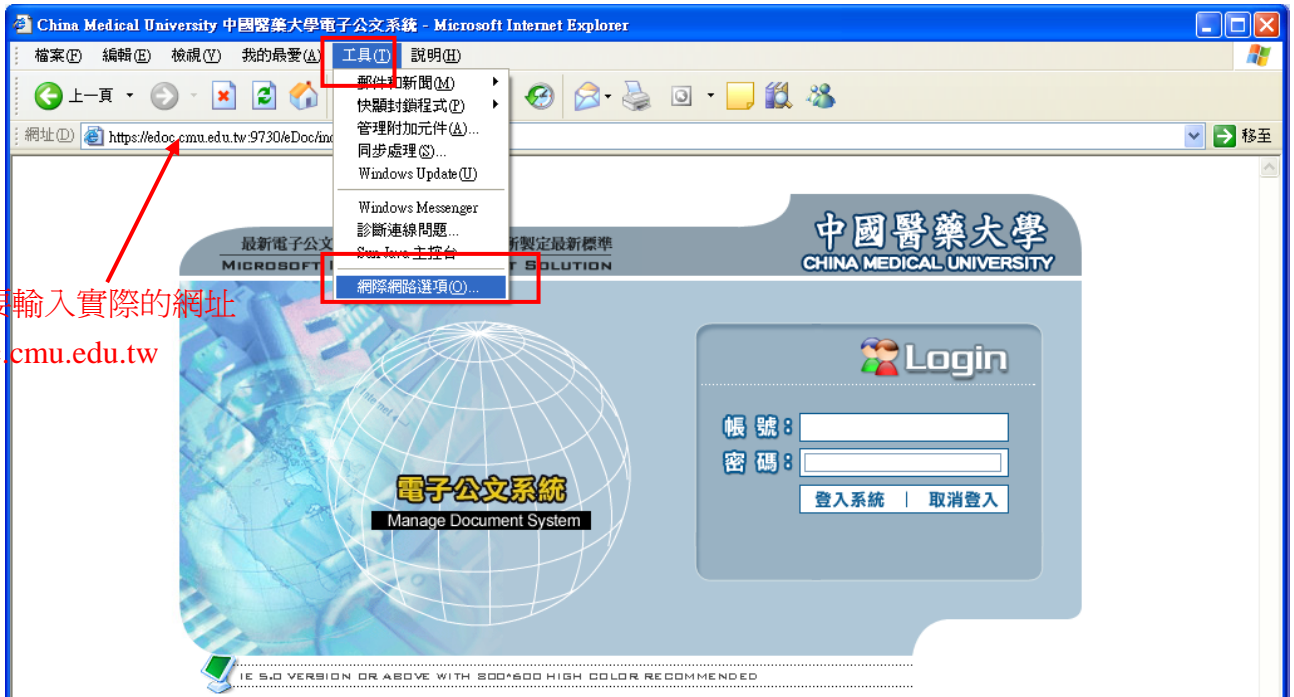 China Medical University 中國醫藥大學電子公文系統 - Microsoft Internet Explorer
檔案(F) 編輯(E) 檢視(V) 我的最愛(A) 工具(T) 說明(H)
上一頁
網址(D) https://edoc.cmu.edu.tw:9730/eDoc/in
移至
郵件和新聞(M)
快顯封鎖程式(P)
管理附加元件(A)...
同步處理(S)...
Windows Update(U)
Windows Messenger
診斷連線問題...
Sun Java 主控台
網際網路選項(O)...
最新電子公文
製定最新標準
MICROSOFT
T SOLUTION
中國醫藥大學
CHINA MEDICAL UNIVERSITY
輸入實際的網址
.cmu.edu.tw
Login
帳號:
密碼:
登入系統 | 取消登入
電子公文系統
Manage Document System
IE 5.0 VERSION OR ABOVE WITH 800*600 HIGH COLOR RECOMMENDED